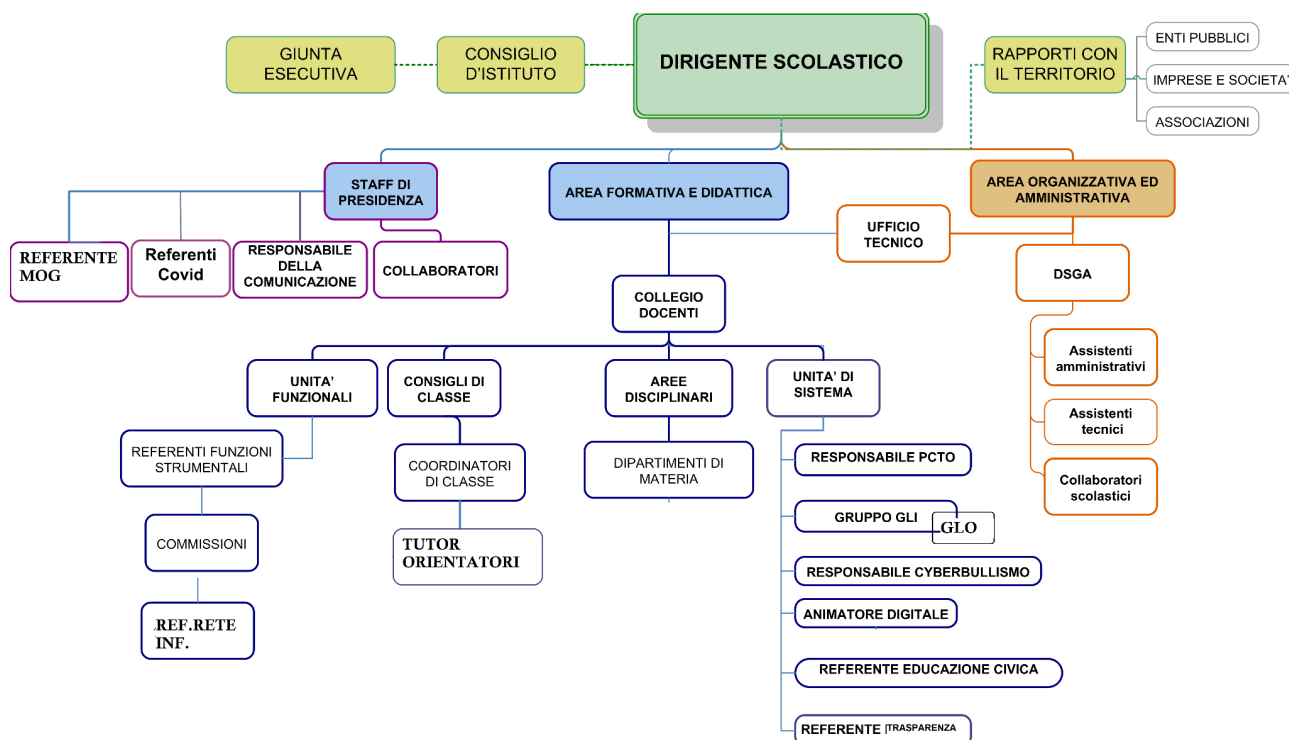 GIUNTA
ESECUTIVA
CONSIGLIO
D'ISTITUTO
DIRIGENTE SCOLASTICO
RAPPORTI CON
IL TERRITORIO
ENTI PUBBLICI
IMPRESE E SOCIETA'
ASSOCIAZIONI
STAFF DI
PRESIDENZA
AREA FORMATIVA E DIDATTICA
AREA ORGANIZZATIVA ED
AMMINISTRATIVA
UFFICIO
TECNICO
REFERENTE
MOG
Referenti
Covid
RESPONSABILE
DELLA
COMUNICAZIONE
COLLABORATORI
DSGA
COLLEGIO
DOCENTI
UNITA'
FUNZIONALI
CONSIGLI DI
CLASSE
AREE
DISCIPLINARI
UNITA' DI
SISTEMA
Assistenti
amministrativi
Assistenti
tecnici
Collaboratori
scolastici
REFERENTI FUNZIONI
STRUMENTALI
COORDINATORI
DI CLASSE
DIPARTIMENTI DI
MATERIA
RESPONSABILE PCTO
GRUPPO GLI
GLO
COMMISSIONI
TUTOR
ORIENTATORI
RESPONSABILE CYBERBULLISMO
ANIMATORE DIGITALE
REF.RETE
INF.
REFERENTE EDUCAZIONE CIVICA
REFERENTE TRASPARENZA